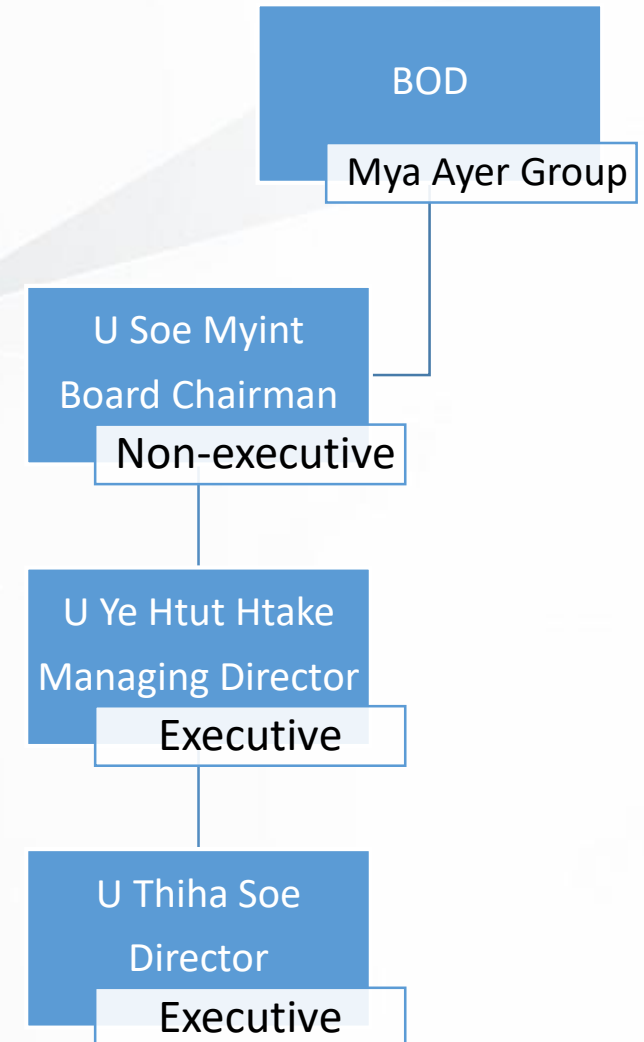 BOD
Mya Ayer Group
U Soe Myint
Board Chairman
Non-executive
U Ye Htut Htake
Managing Director
Executive
U Thiha Soe
Director
Executive